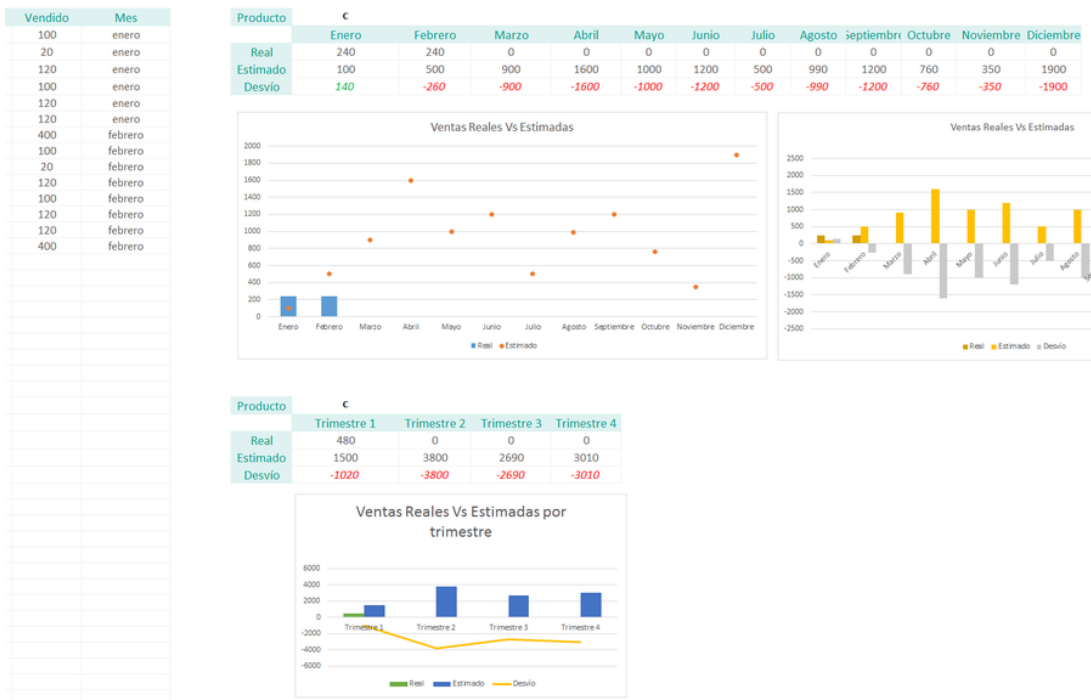 Vendido Mes
100 enero
20 enero
120 enero
100 enero
120 enero
120 enero
400 febrero
100 febrero
20 febrero
120 febrero
100 febrero
120 febrero
120 febrero
400 febrero
Producto C
Enero Febrero Marzo Abril Mayo Junio Julio Agosto Septiembre Octubre Noviembre Diciembre
Real 240 240 0 0 0 0 0 0 0 0 0 0
Estimado 100 500 900 1600 1000 1200 500 990 1200 760 350 1900
Desvío 140 -260 -900 -1600 -1000 -1200 -500 -990 -1200 -760 -350 -1900
Ventas Reales Vs Estimadas
2000
1800
1600
1400
1200
1000
800
600
400
200
0
Enero Febrero Marzo Abril Mayo Junio Julio Agosto Septiembre Octubre Noviembre Diciembre
Real Estimado
Ventas Reales Vs Estimadas
2500
2000
1500
1000
500
0
-500
-1000
-1500
-2000
-2500
Enero Febrero Marzo Abril Mayo Junio Julio Agosto
Real Estimado Desvío
Producto C
Trimestre 1 Trimestre 2 Trimestre 3 Trimestre 4
Real 480 0 0 0
Estimado 1500 3800 2690 3010
Desvío -1020 -3800 -2690 -3010
Ventas Reales Vs Estimadas por
trimestre
6000
4000
2000
0
-2000
-4000
-6000
Trimestre 1 Trimestre 2 Trimestre 3 Trimestre 4
Real Estimado Desvío